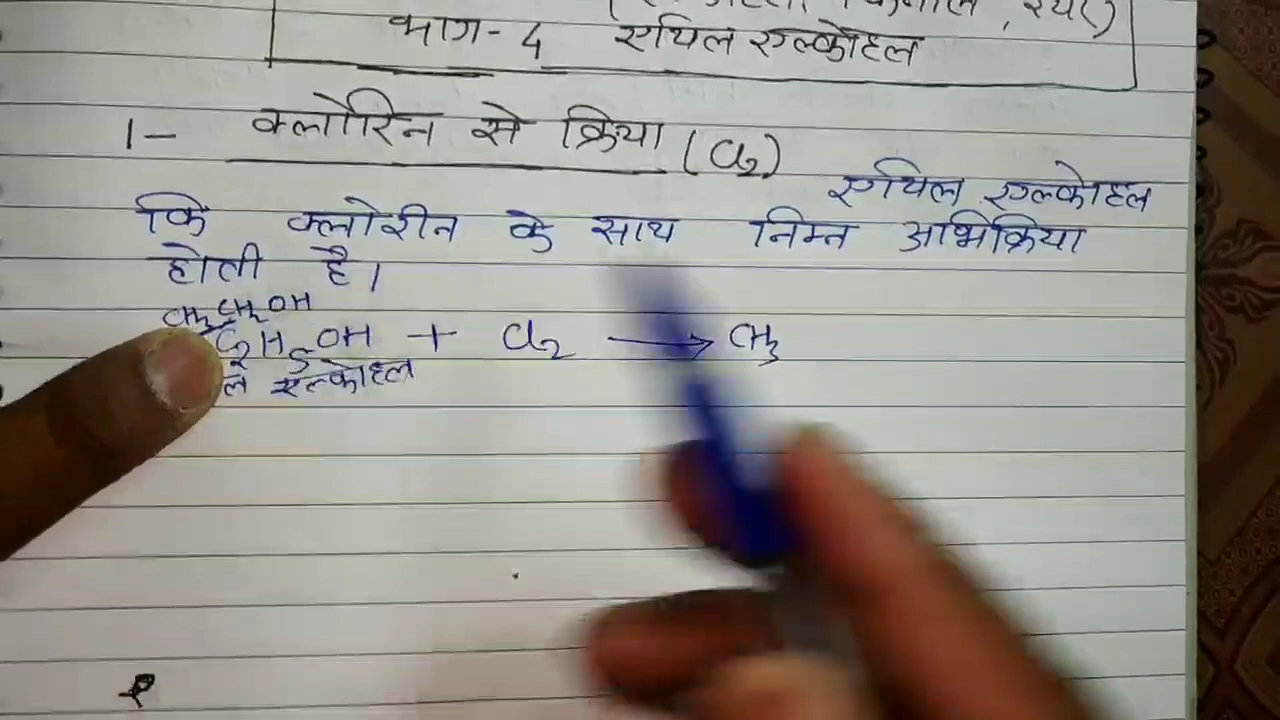 भाग-4 एथिल एल्कोहल
1- क्लोरिन से क्रिया (Cl₂)
एथिल एल्कोहल
कि क्लोरीन के साथ निम्न अभिक्रिया
होती है।
CH₃CH₂OH
C₂H₅OH + Cl₂ → CH₃
ल एल्कोहल